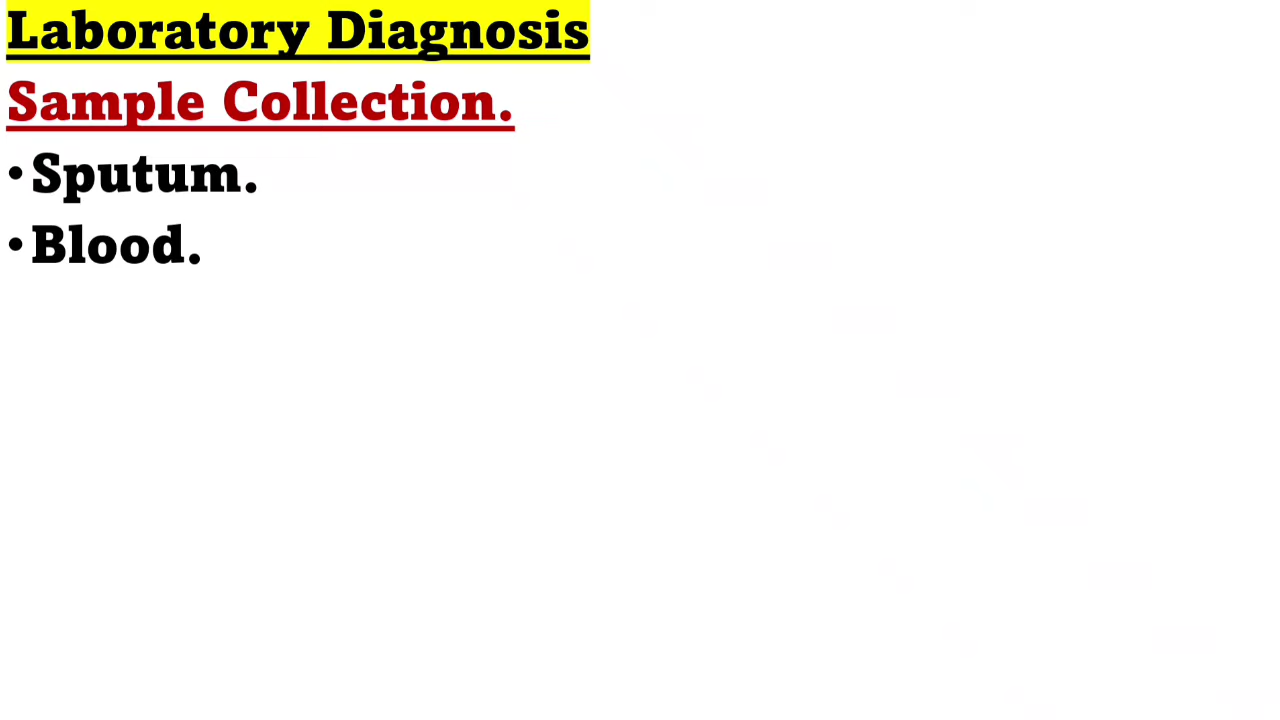 Laboratory Diagnosis
Sample Collection.
• Sputum.
• Blood.